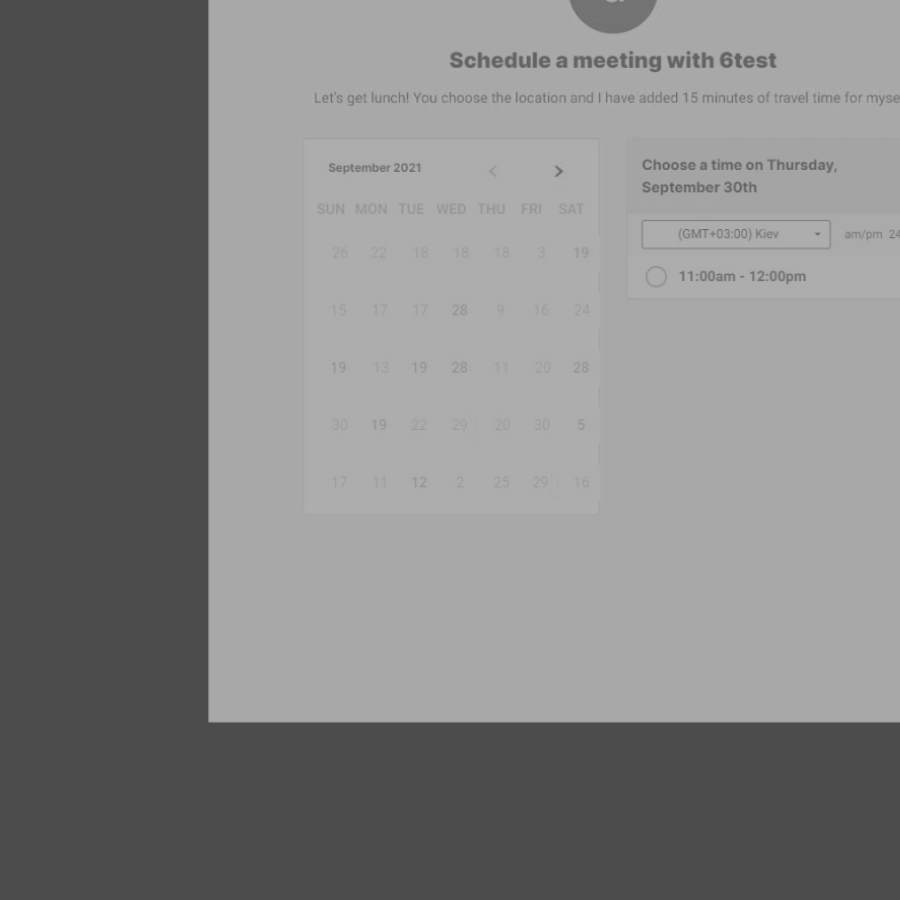 Schedule a meeting with 6test
Let's get lunch! You choose the location and I have added 15 minutes of travel time for myse
September 2021
SUN MON TUE WED THU FRI SAT
26 22 18 18 18 3 19
15 17 17 28 9 16 24
19 13 19 28 11 20 28
30 19 22 29 20 30 5
17 11 12 2 25 29 16
Choose a time on Thursday,
September 30th
(GMT+03:00) Kiev am/pm 24
11:00am - 12:00pm